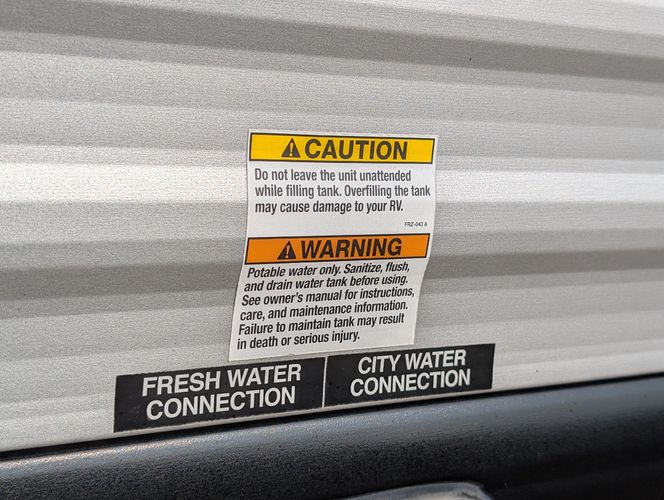 CAUTION
Do not leave the unit unattended
while filling tank. Overfilling the tank
may cause damage to your RV.
FRZ-043 A
WARNING
Potable water only. Sanitize, flush,
and drain water tank before using.
See owner's manual for instructions,
care, and maintenance information.
Failure to maintain tank may result
in death or serious injury.
FRESH WATER
CONNECTION
CITY WATER
CONNECTION